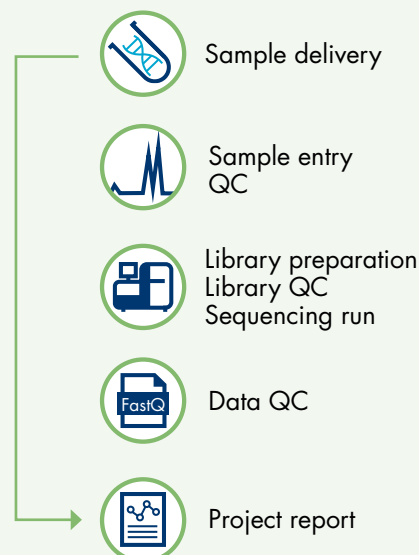 Sample delivery
Sample entry
QC
Library preparation
Library QC
Sequencing run
FastQ
Data QC
Project report